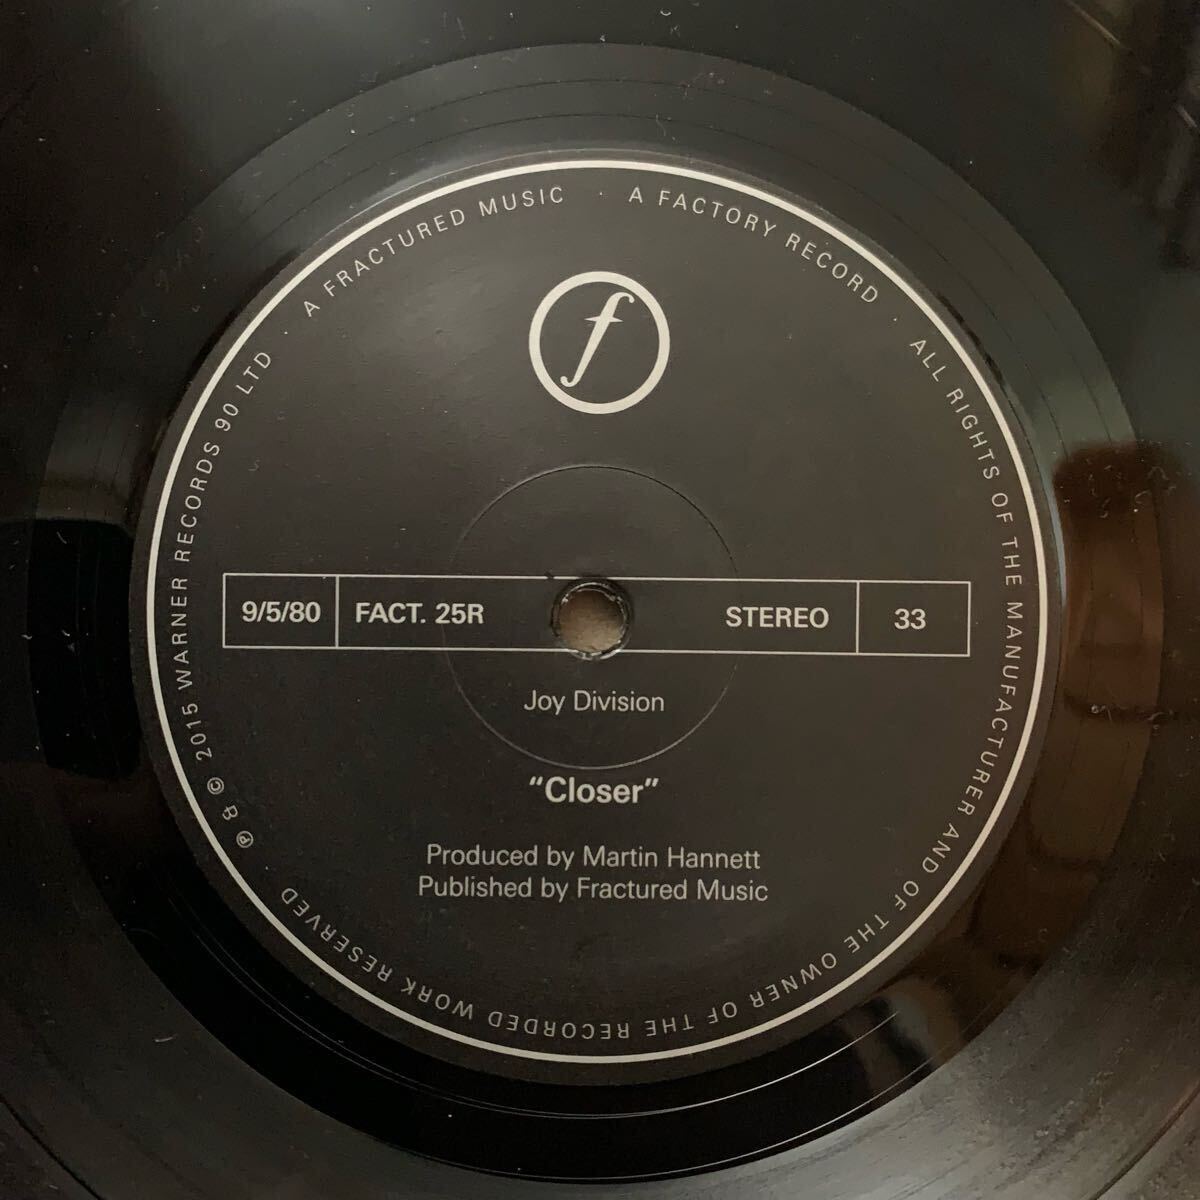 ℗ & © 2015 WARNER RECORDS 90 LTD · A FRACTURED MUSIC · A FACTORY RECORD · ALL RIGHTS OF THE MANUFACTURER AND OF THE OWNER OF THE RECORDED WORK RESERVED ·
f
9/5/80 FACT. 25R STEREO 33
Joy Division
“Closer”
Produced by Martin Hannett
Published by Fractured Music